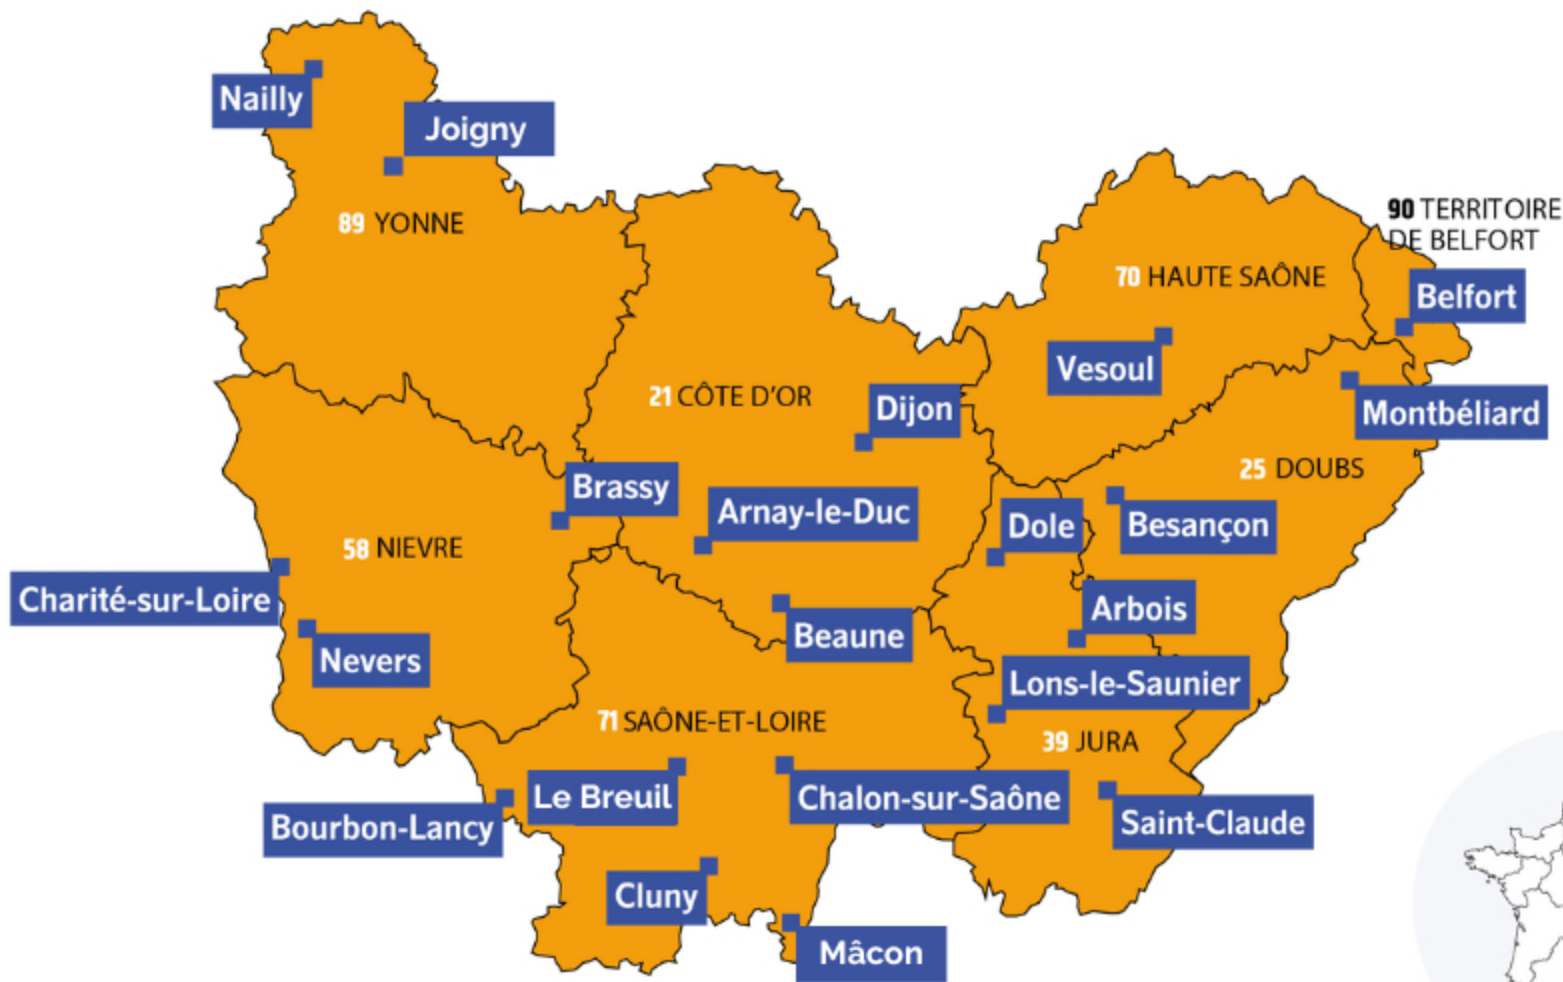 Nailly
Joigny
89 YONNE
90 TERRITOIRE
DE BELFORT
70 HAUTE SAÔNE
Belfort
Vesoul
21 CÔTE D'OR
Dijon
Montbéliard
25 DOUBS
Brassy
Arnay-le-Duc
Dole
Besançon
58 NIEVRE
Charité-sur-Loire
Arbois
Beaune
Nevers
Lons-le-Saunier
71 SAÔNE-ET-LOIRE
39 JURA
Le Breuil
Chalon-sur-Saône
Bourbon-Lancy
Saint-Claude
Cluny
Mâcon